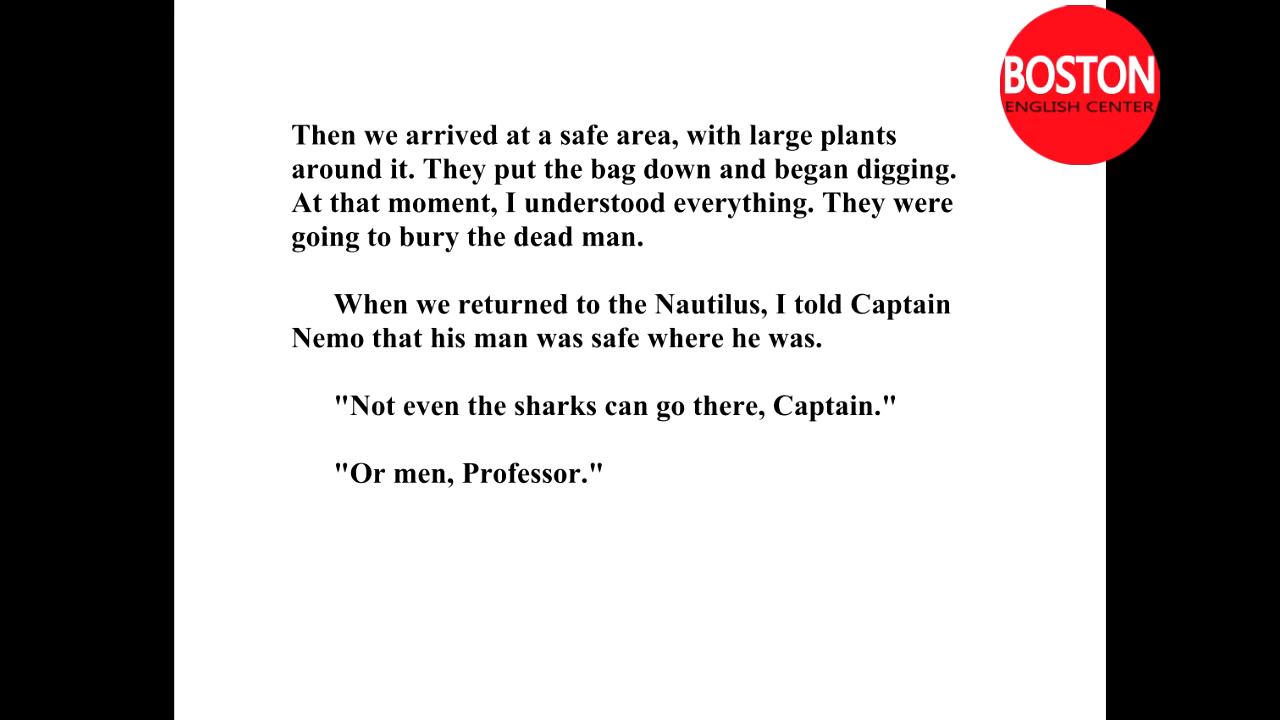 BOSTON
ENGLISH CENTER
Then we arrived at a safe area, with large plants
around it. They put the bag down and began digging.
At that moment, I understood everything. They were
going to bury the dead man.
When we returned to the Nautilus, I told Captain
Nemo that his man was safe where he was.
"Not even the sharks can go there, Captain."
"Or men, Professor."